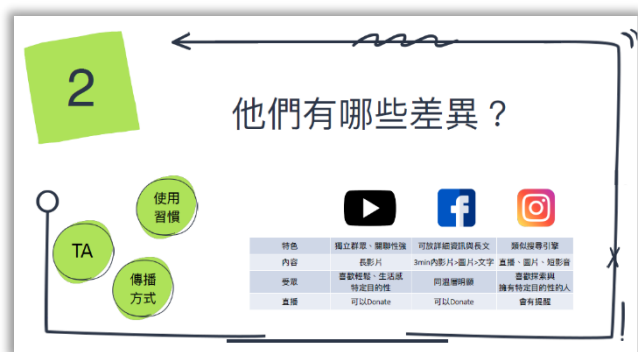 2
他們有哪些差異？
使用
習慣
TA
傳播
方式
特色 獨立群眾、關聯性強 可放詳細資訊與長文 類似搜尋引擎
內容 長影片 3min內影片>圖片>文字 直播、圖片、短影音
受眾 喜歡輕鬆、生活感
特定目的性 同溫層明顯 喜歡探索與
擁有特定目的性的人
直播 可以Donate 可以Donate 會有提醒